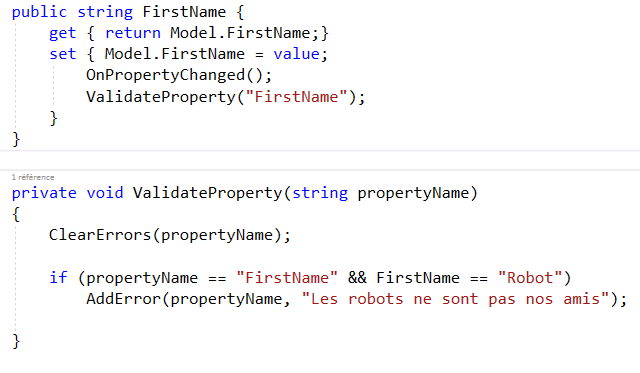 public string FirstName {
get { return Model.FirstName;}
set { Model.FirstName = value;
OnPropertyChanged();
ValidateProperty("FirstName");
}
}
1 référence
private void ValidateProperty(string propertyName)
{
ClearErrors(propertyName);
if (propertyName == "FirstName" && FirstName == "Robot")
AddError(propertyName, "Les robots ne sont pas nos amis");
}